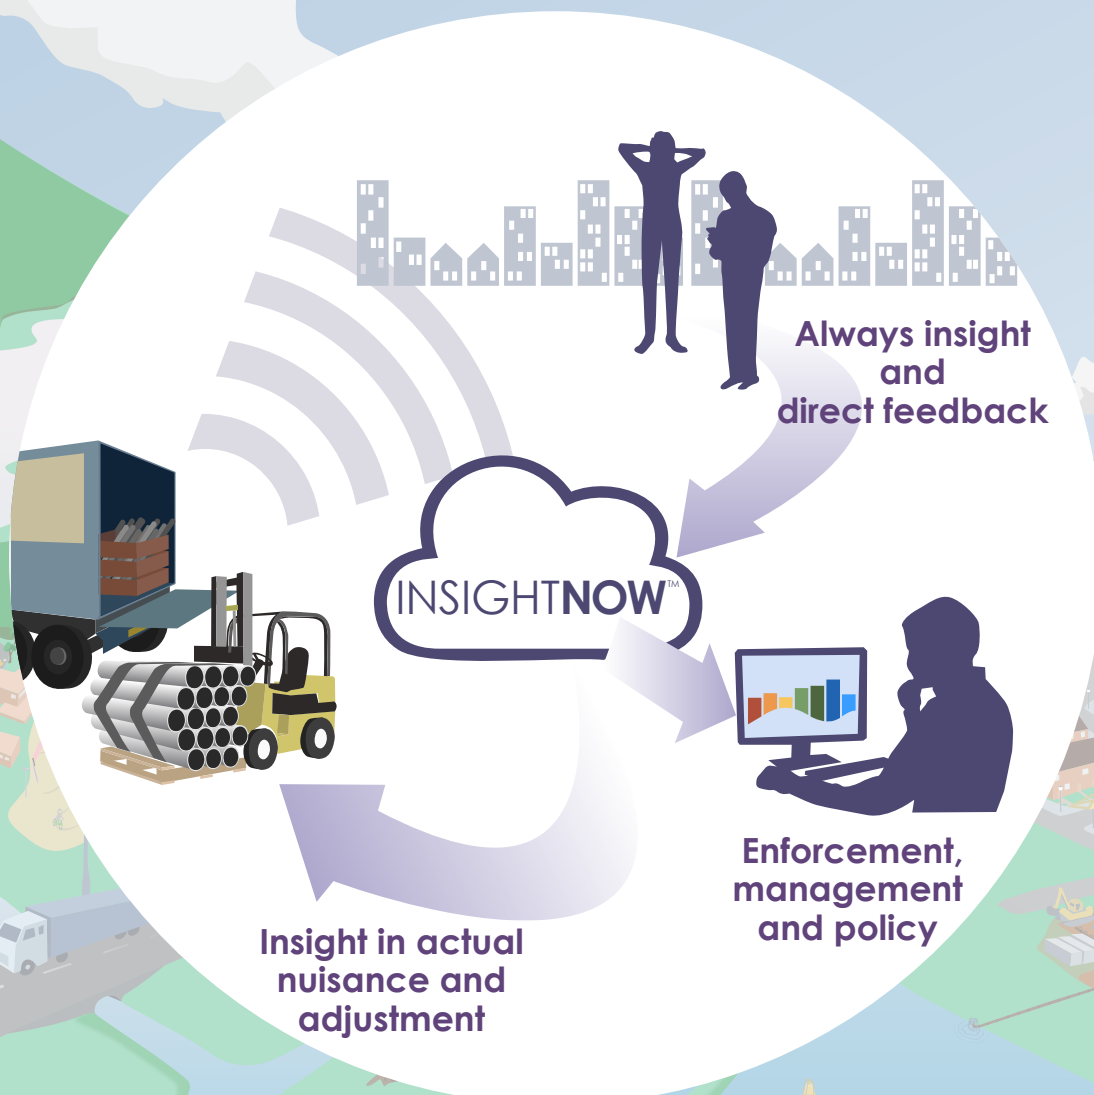 Always insight
and
direct feedback
INSIGHTNOW™
Enforcement,
management
and policy
Insight in actual
nuisance and
adjustment